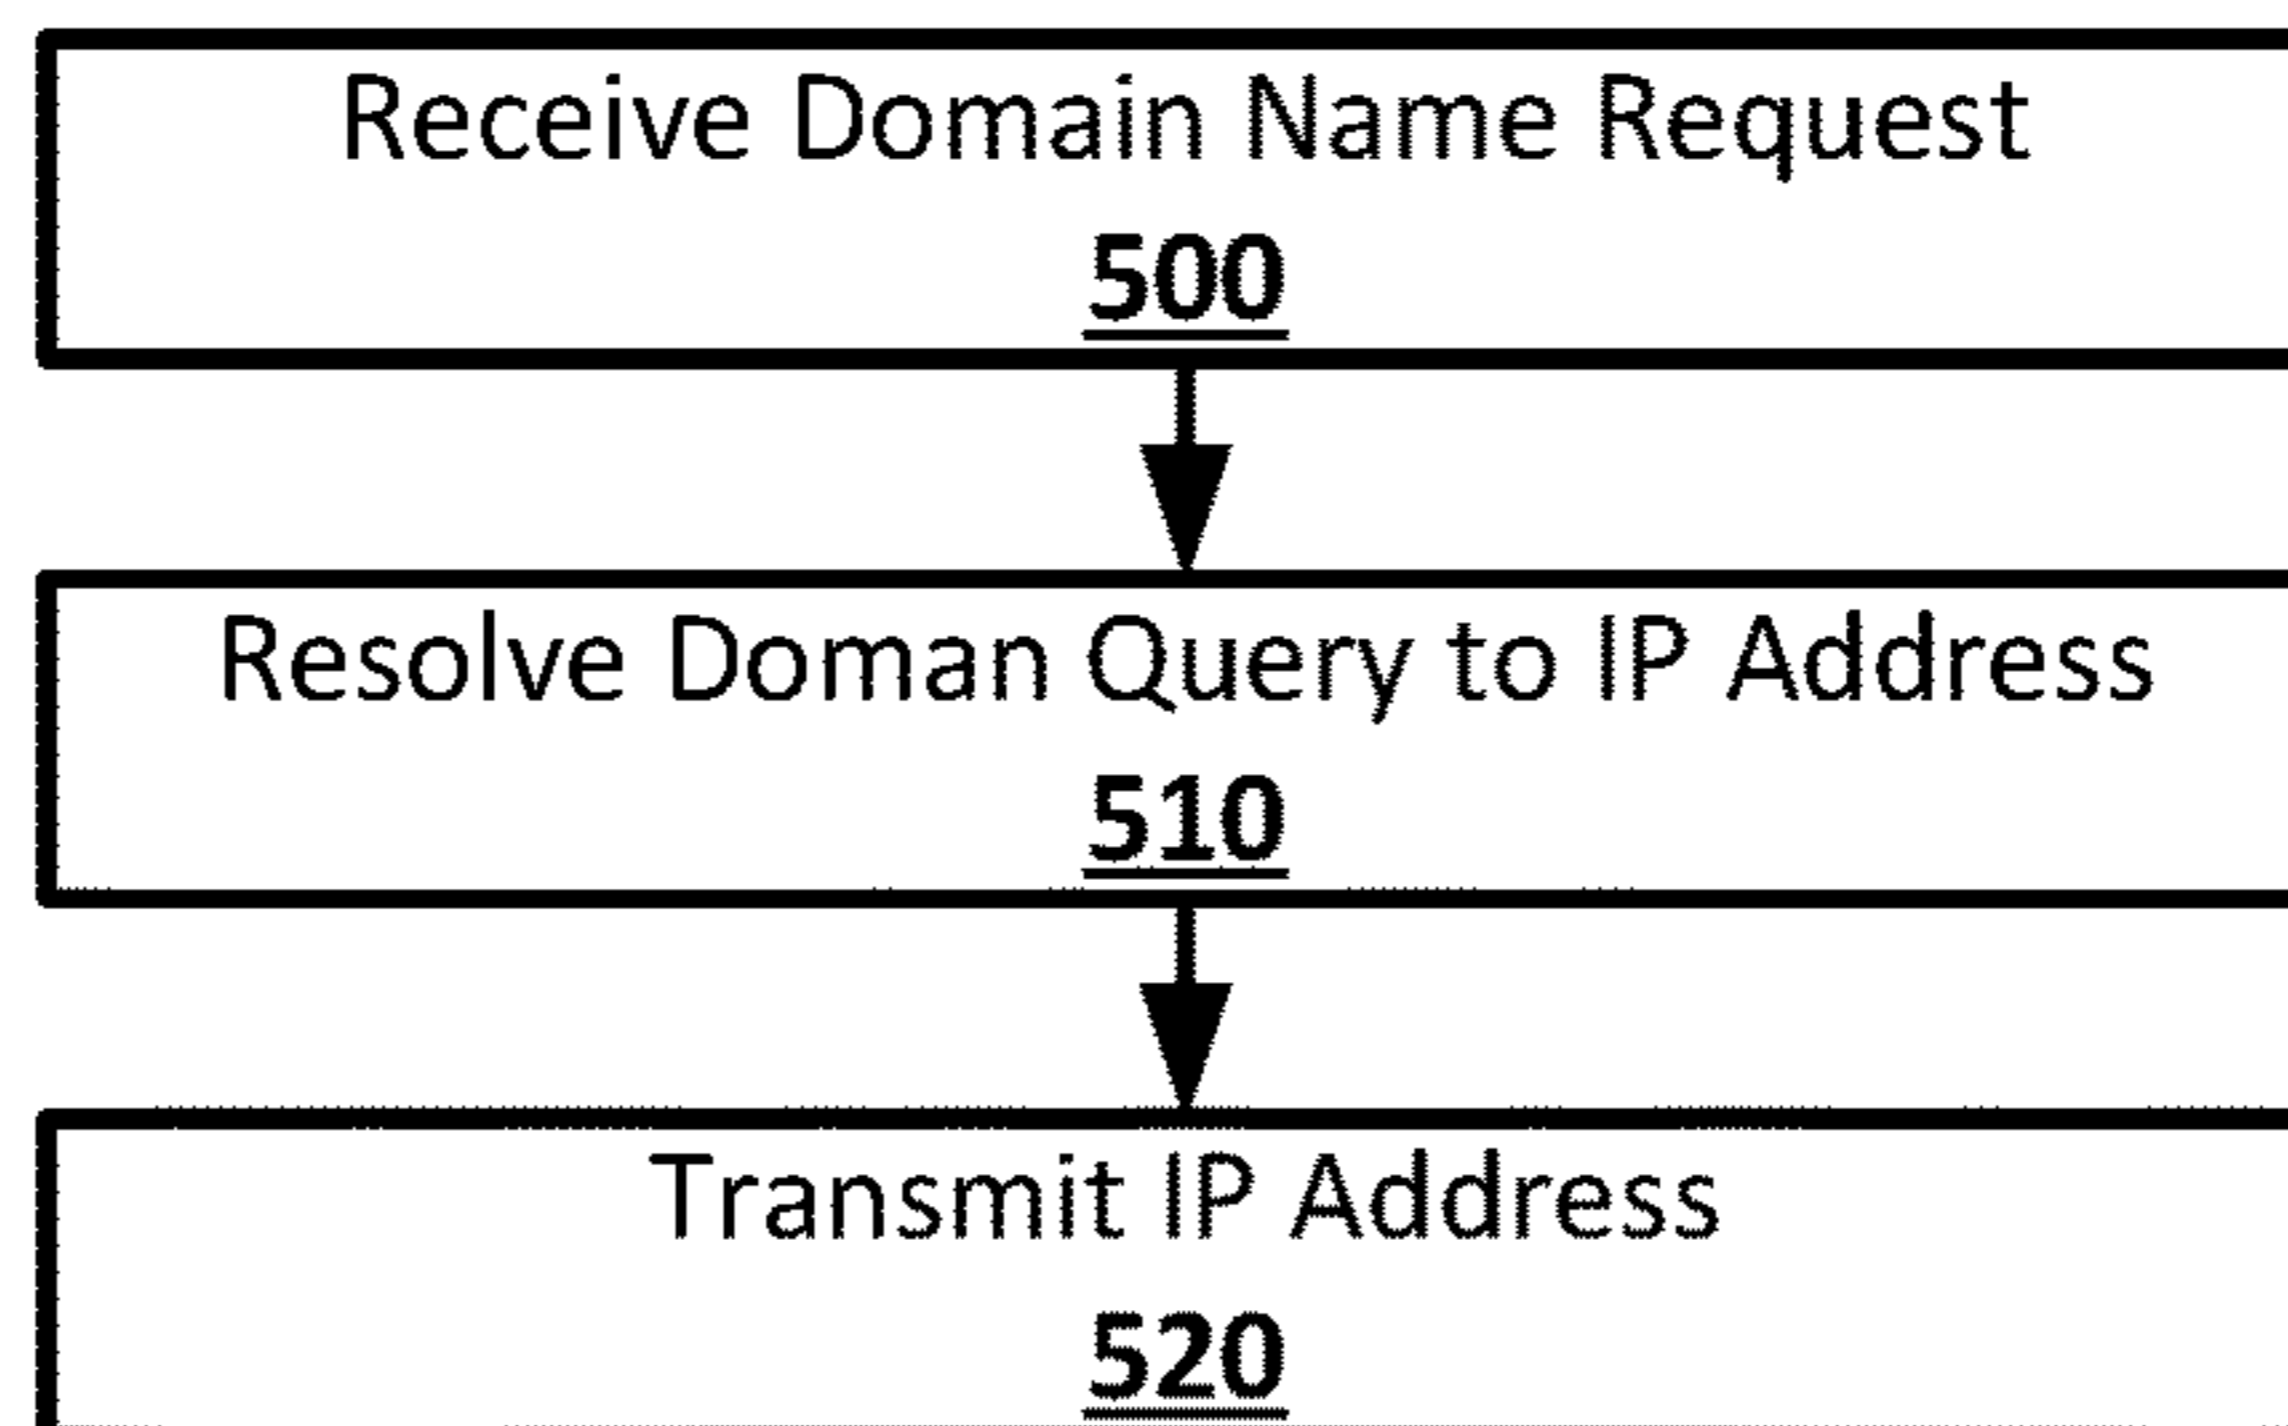 Receive Domain Name Request
500
Resolve Doman Query to IP Address
510
Transmit IP Address
520